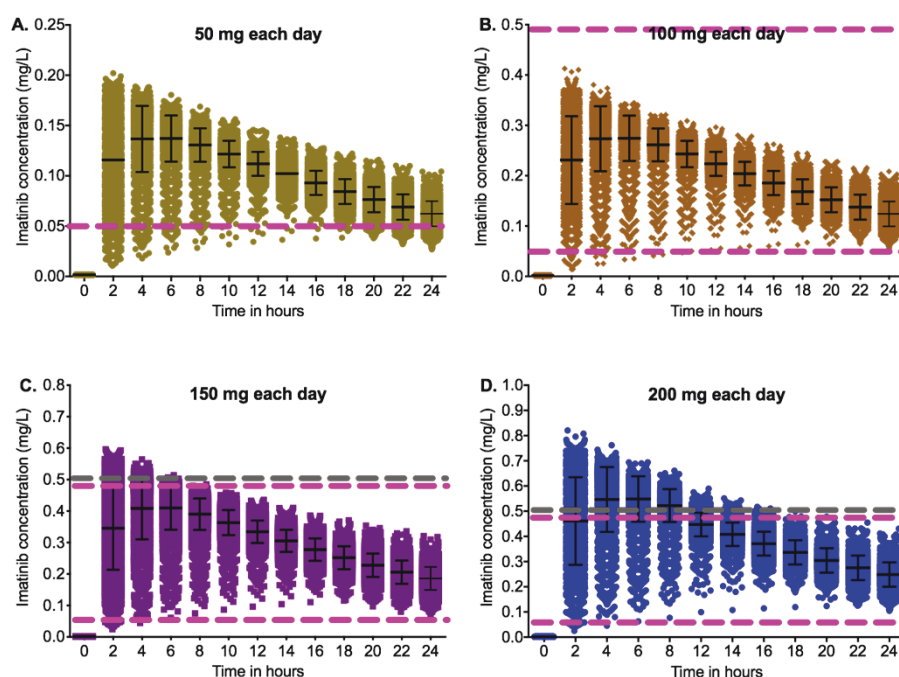 A.
50 mg each day
Imatinib concentration (mg/L)
0.25
0.20
0.15
0.10
0.05
0.00
0 2 4 6 8 10 12 14 16 18 20 22 24
Time in hours
B.
100 mg each day
Imatinib concentration (mg/L)
0.5
0.4
0.3
0.2
0.1
0.0
0 2 4 6 8 10 12 14 16 18 20 22 24
Time in hours
C.
150 mg each day
Imatinib concentration (mg/L)
0.8
0.7
0.6
0.5
0.4
0.3
0.2
0.1
0.0
0 2 4 6 8 10 12 14 16 18 20 22 24
Time in hours
D.
200 mg each day
Imatinib concentration (mg/L)
1.0
0.9
0.8
0.7
0.6
0.5
0.4
0.3
0.2
0.1
0.0
0 2 4 6 8 10 12 14 16 18 20 22 24
Time in hours